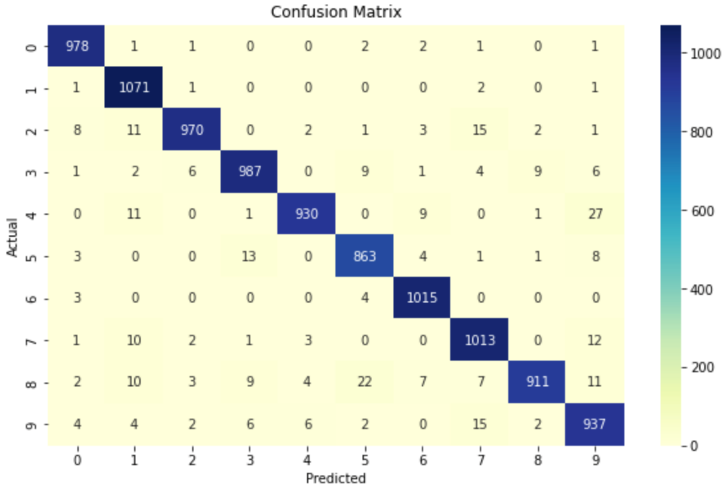 Confusion Matrix
0 978 1 1 0 0 2 2 1 0 1
1 1 1071 1 0 0 0 0 2 0 1
2 8 11 970 0 2 1 3 15 2 1
3 1 2 6 987 0 9 1 4 9 6
4 0 11 0 1 930 0 9 0 1 27
5 3 0 0 13 0 863 4 1 1 8
6 3 0 0 0 0 4 1015 0 0 0
7 1 10 2 1 3 0 0 1013 0 12
8 2 10 3 9 4 22 7 7 911 11
9 4 4 2 6 6 2 0 15 2 937
0 1 2 3 4 5 6 7 8 9
Predicted
Actual
1000
800
600
400
200
0